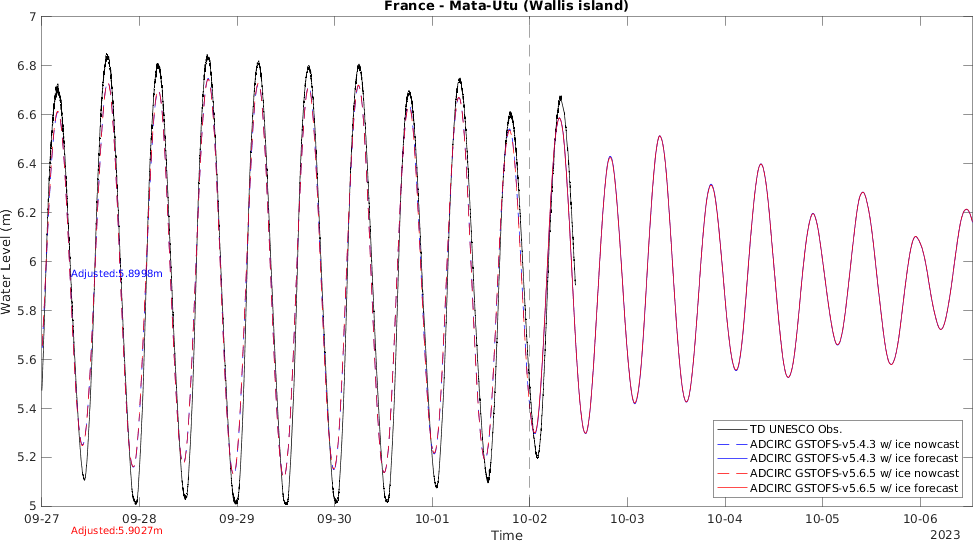 France - Mata-Utu (Wallis island)
7
6.8
6.6
6.4
6.2
6
5.8
5.6
5.4
5.2
5
Water Level (m)
Adjusted:5.8998m
TD UNESCO Obs.
ADCIRC GSTOFS-v5.4.3 w/ ice nowcast
ADCIRC GSTOFS-v5.4.3 w/ ice forecast
ADCIRC GSTOFS-v5.6.5 w/ ice nowcast
ADCIRC GSTOFS-v5.6.5 w/ ice forecast
09-27 09-28 09-29 09-30 10-01 10-02 10-03 10-04 10-05 10-06
Adjusted:5.9027m
Time
2023